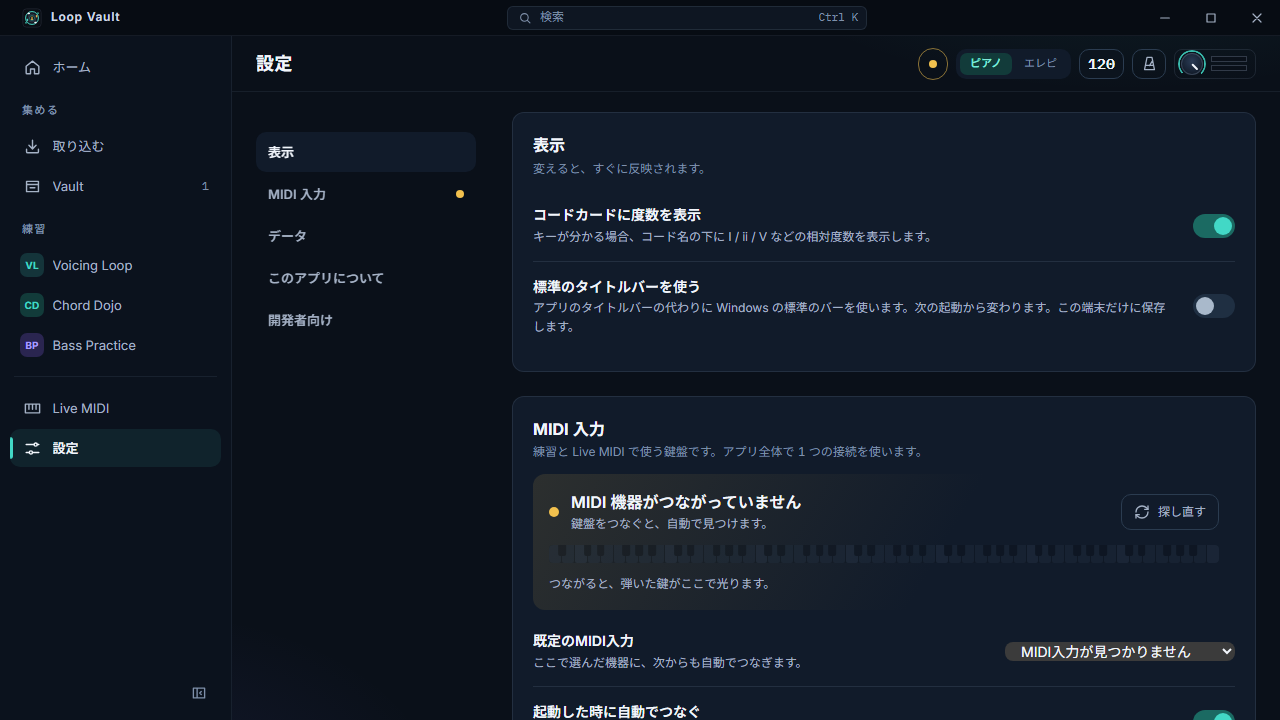 Loop Vault
検索
Ctrl K
ホーム
集める
取り込む
Vault
1
練習
VL
Voicing Loop
CD
Chord Dojo
BP
Bass Practice
Live MIDI
設定
設定
ピアノ
エレピ
120
表示
MIDI 入力
データ
このアプリについて
開発者向け
表示
変えると、すぐに反映されます。
コードカードに度数を表示
キーが分かる場合、コード名の下に I / ii / V などの相対度数を表示します。
標準のタイトルバーを使う
アプリのタイトルバーの代わりに Windows の標準のバーを使います。次の起動から変わります。この端末だけに保存
します。
MIDI 入力
練習と Live MIDI で使う鍵盤です。アプリ全体で 1 つの接続を使います。
MIDI 機器がつながっていません
鍵盤をつなぐと、自動で見つけます。
探し直す
つながると、弾いた鍵がここで光ります。
既定のMIDI入力
ここで選んだ機器に、次からも自動でつなぎます。
MIDI入力が見つかりません
起動した時に自動でつなぐ